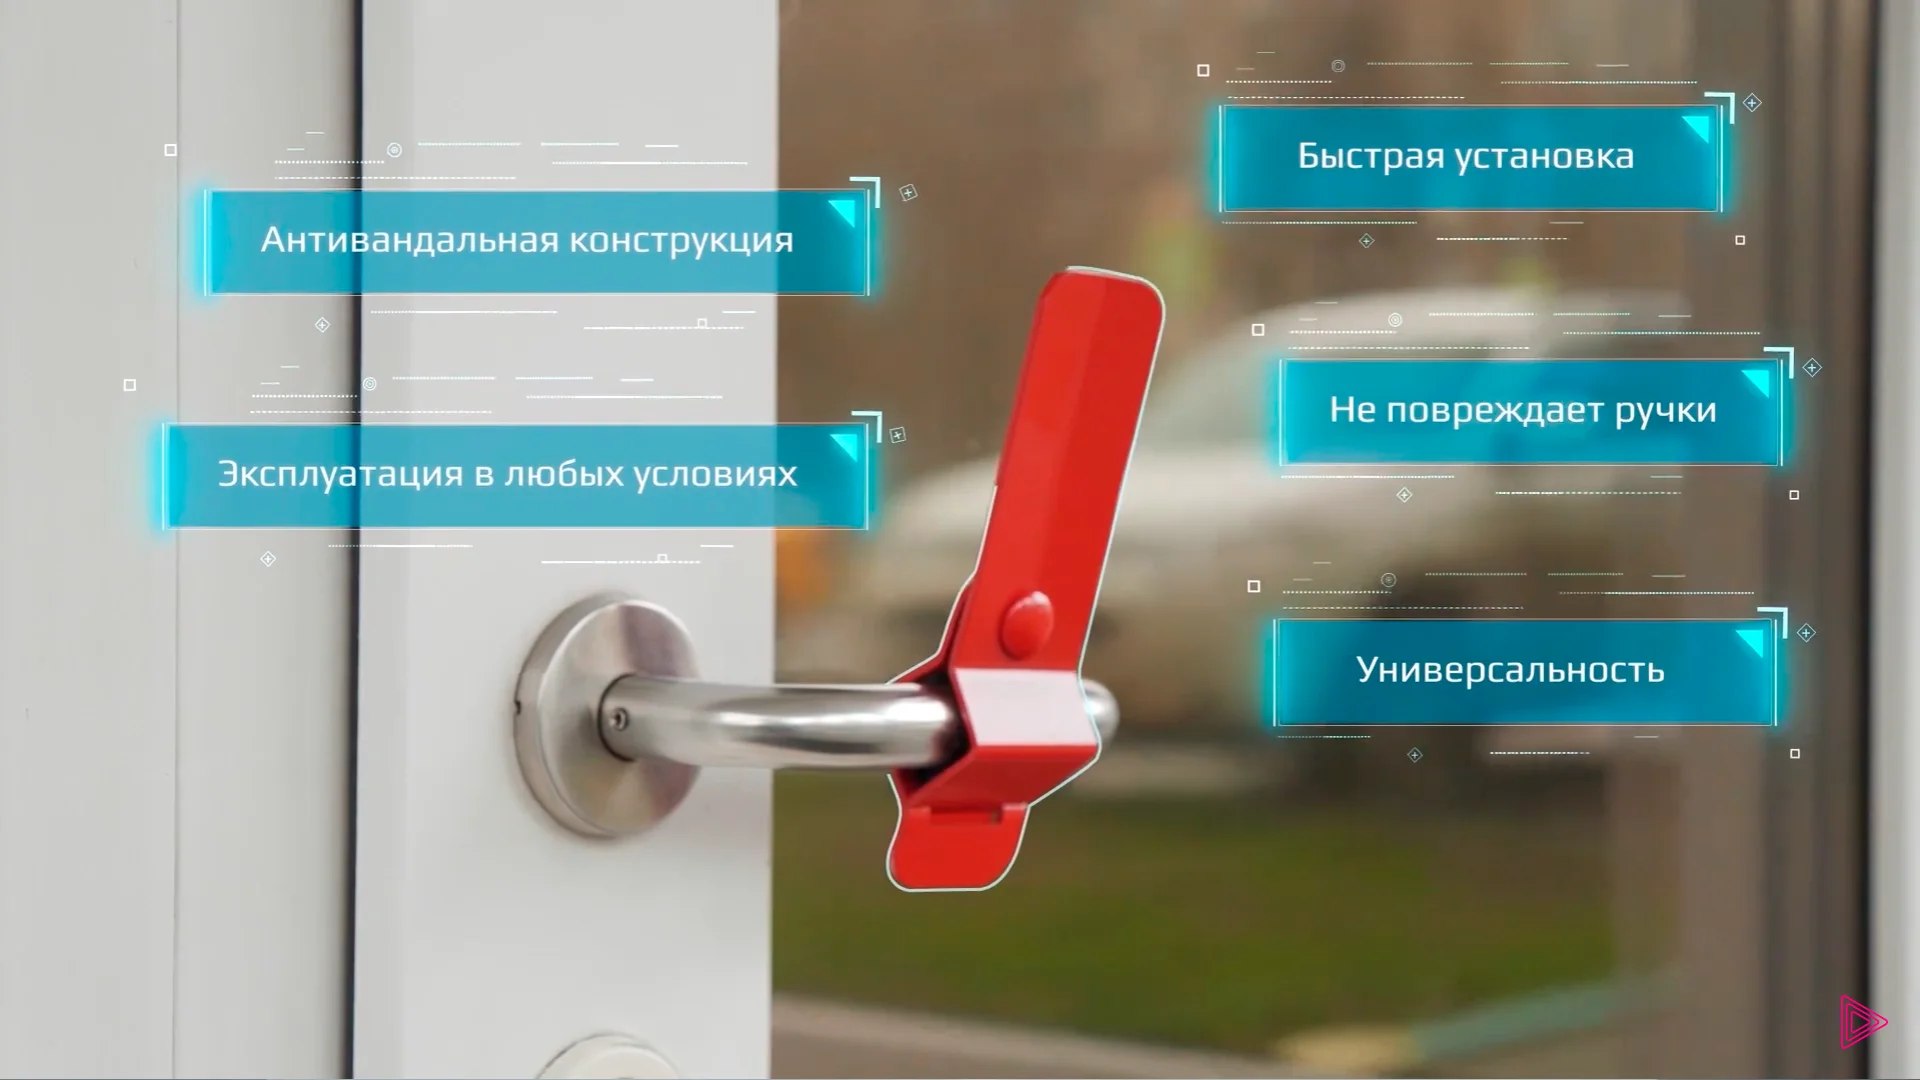 Антивандальная конструкция
Эксплуатация в любых условиях
Быстрая установка
Не повреждает ручки
Универсальность